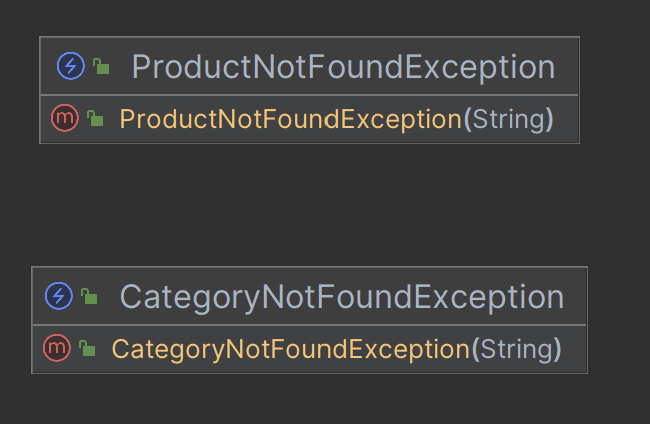 ProductNotFoundException
ProductNotFoundException(String)
CategoryNotFoundException
CategoryNotFoundException(String)